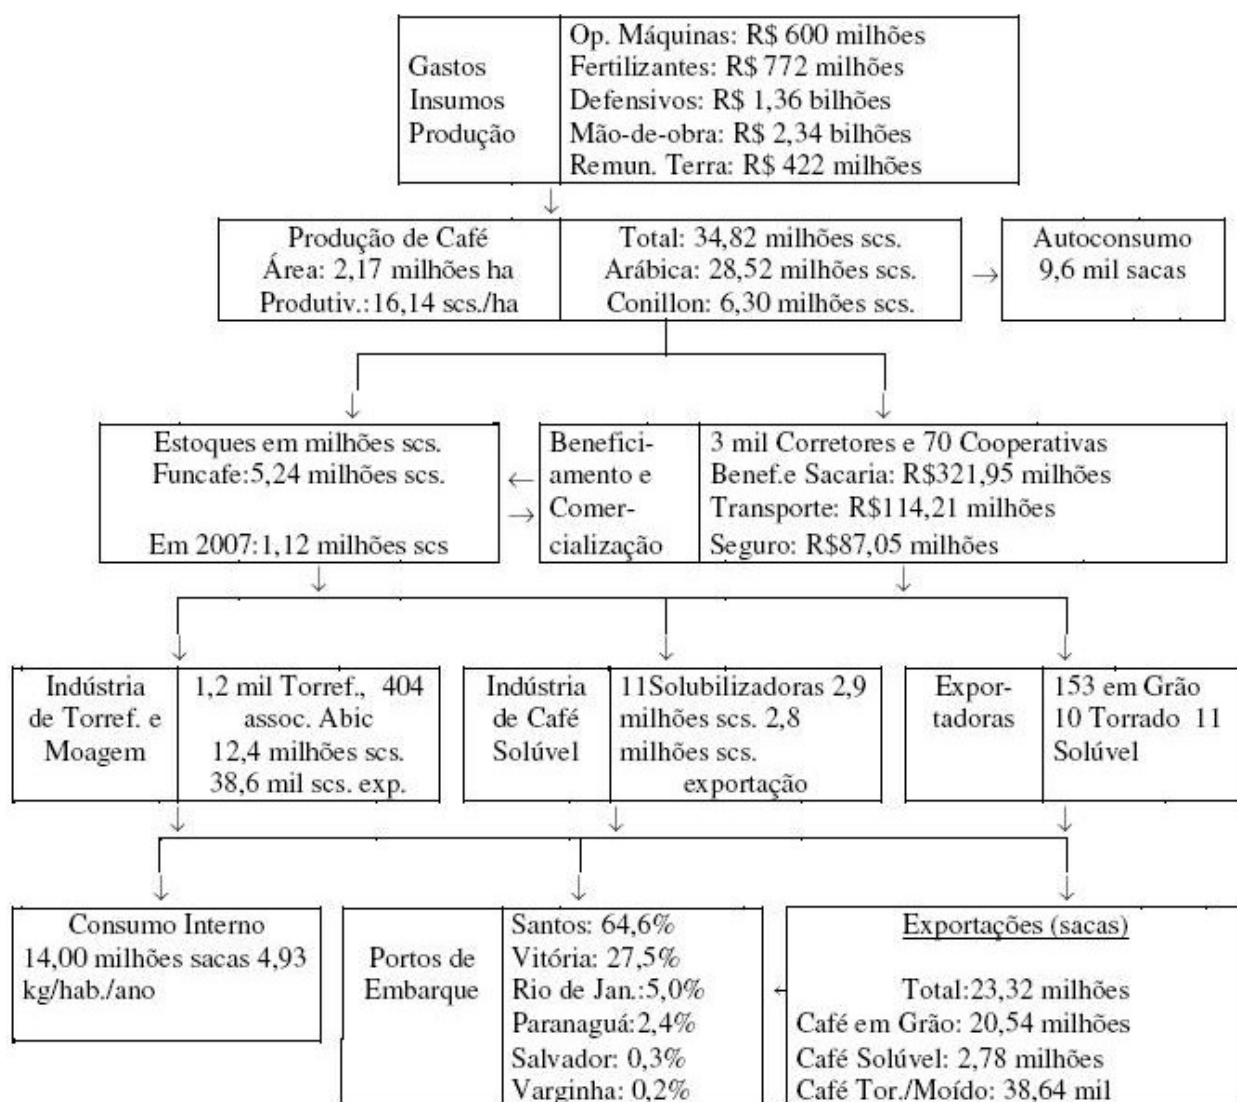 Gastos
Insumos
Produção
Op. Máquinas: R$ 600 milhões
Fertilizantes: R$ 772 milhões
Defensivos: R$ 1,36 bilhões
Mão-de-obra: R$ 2,34 bilhões
Remun. Terra: R$ 422 milhões
Produção de Café
Área: 2,17 milhões ha
Produtiv.:16,14 scs./ha
Total: 34,82 milhões scs.
Arábica: 28,52 milhões scs.
Conillon: 6,30 milhões scs.
Autoconsumo
9,6 mil sacas
Estoques em milhões scs.
Funcafe:5,24 milhões scs.
Em 2007:1,12 milhões scs
Benefici-
amento e
Comer-
cialização
3 mil Corretores e 70 Cooperativas
Benef.e Sacaria: R$321,95 milhões
Transporte: R$114,21 milhões
Seguro: R$87,05 milhões
Indústria
de Torref. e
Moagem
1,2 mil Torref., 404
assoc. Abic
12,4 milhões scs.
38,6 mil scs. exp.
Indústria
de Café
Solúvel
11Solubilizadoras 2,9
milhões scs. 2,8
milhões scs.
exportação
Expor-
tadoras
153 em Grão
10 Torrado 11
Solúvel
Consumo Interno
14,00 milhões sacas 4,93
kg/hab./ano
Portos de
Embarque
Santos: 64,6%
Vitória: 27,5%
Rio de Jan.:5,0%
Paranaguá:2,4%
Salvador: 0,3%
Varginha: 0,2%
Exportações (sacas)
Total:23,32 milhões
Café em Grão: 20,54 milhões
Café Solúvel: 2,78 milhões
Café Tor./Moído: 38,64 mil